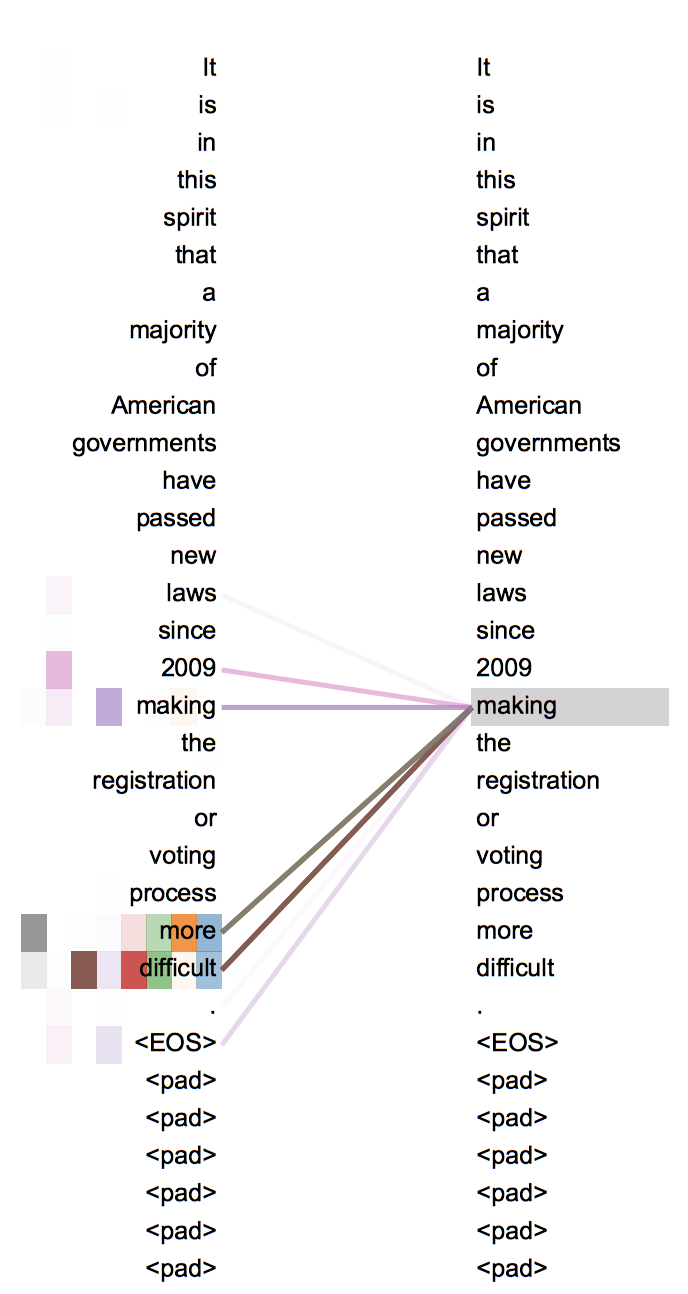 It It
is is
in in
this this
spirit spirit
that that
a a
majority majority
of of
American American
governments governments
have have
passed passed
new new
laws laws
since since
2009 2009
making making
the the
registration registration
or or
voting voting
process process
more more
difficult difficult
. .
<EOS> <EOS>
<pad> <pad>
<pad> <pad>
<pad> <pad>
<pad> <pad>
<pad> <pad>
<pad> <pad>